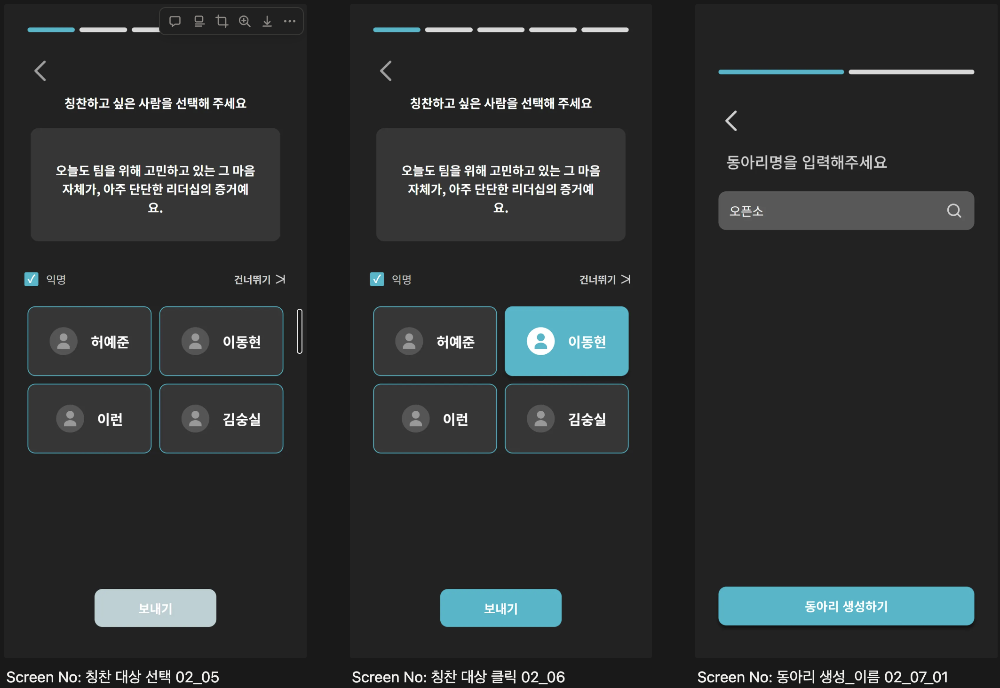 칭찬하고 싶은 사람을 선택해 주세요
오늘도 팀을 위해 고민하고 있는 그 마음
자체가, 아주 단단한 리더십의 증거예
요.
익명
건너뛰기
허예준
이동현
이런
김숭실
보내기
Screen No: 칭찬 대상 선택 02_05
칭찬하고 싶은 사람을 선택해 주세요
오늘도 팀을 위해 고민하고 있는 그 마음
자체가, 아주 단단한 리더십의 증거예
요.
익명
건너뛰기
허예준
이동현
이런
김숭실
보내기
Screen No: 칭찬 대상 클릭 02_06
동아리명을 입력해주세요
오픈소
동아리 생성하기
Screen No: 동아리 생성_이름 02_07_01